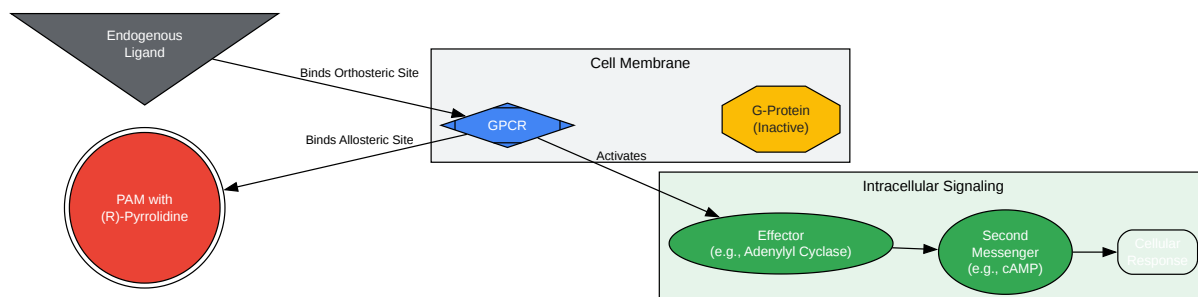 Endogenous
Ligand
Binds Orthosteric Site
Cell Membrane
GPCR
G-Protein
(Inactive)
Binds Allosteric Site
Activates
PAM with
(R)-Pyrrolidine
Intracellular Signaling
Effector
(e.g., Adenylyl Cyclase)
Second
Messenger
(e.g., cAMP)
Cellular
Response